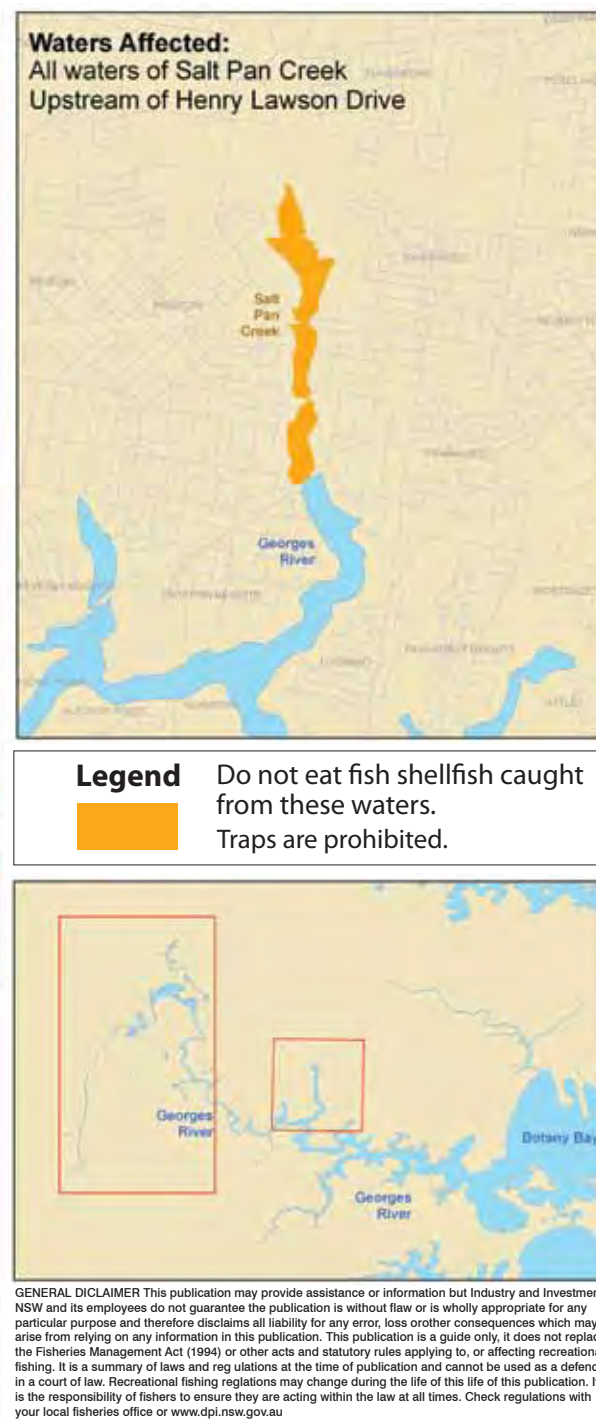 Waters Affected:
All waters of Salt Pan Creek
Upstream of Henry Lawson Drive
Salt
Pan
Creek
Georges
River
Legend
Do not eat fish shellfish caught
from these waters.
Traps are prohibited.
Georges
River
Botany Bay
Georges
River
GENERAL DICLAIMER This publication may provide assistance or information but Industry and Investmen
NSW and its employees do not guarantee the publication is without flaw or is wholly appropriate for any
particular purpose and therefore disclaims all liability for any error, loss orother consequences which may
arise from relying on any information in this publication. This publication is a guide only, it does not replac
the Fisheries Management Act (1994) or other acts and statutory rules applying to, or affecting recreationa
fishing. It is a summary of laws and reg ulations at the time of publication and cannot be used as a defenc
in a court of law. Recreational fishing reglations may change during the life of this life of this publication. I
is the responsibility of fishers to ensure they are acting within the law at all times. Check regulations with
your local fisheries office or www.dpi.nsw.gov.au